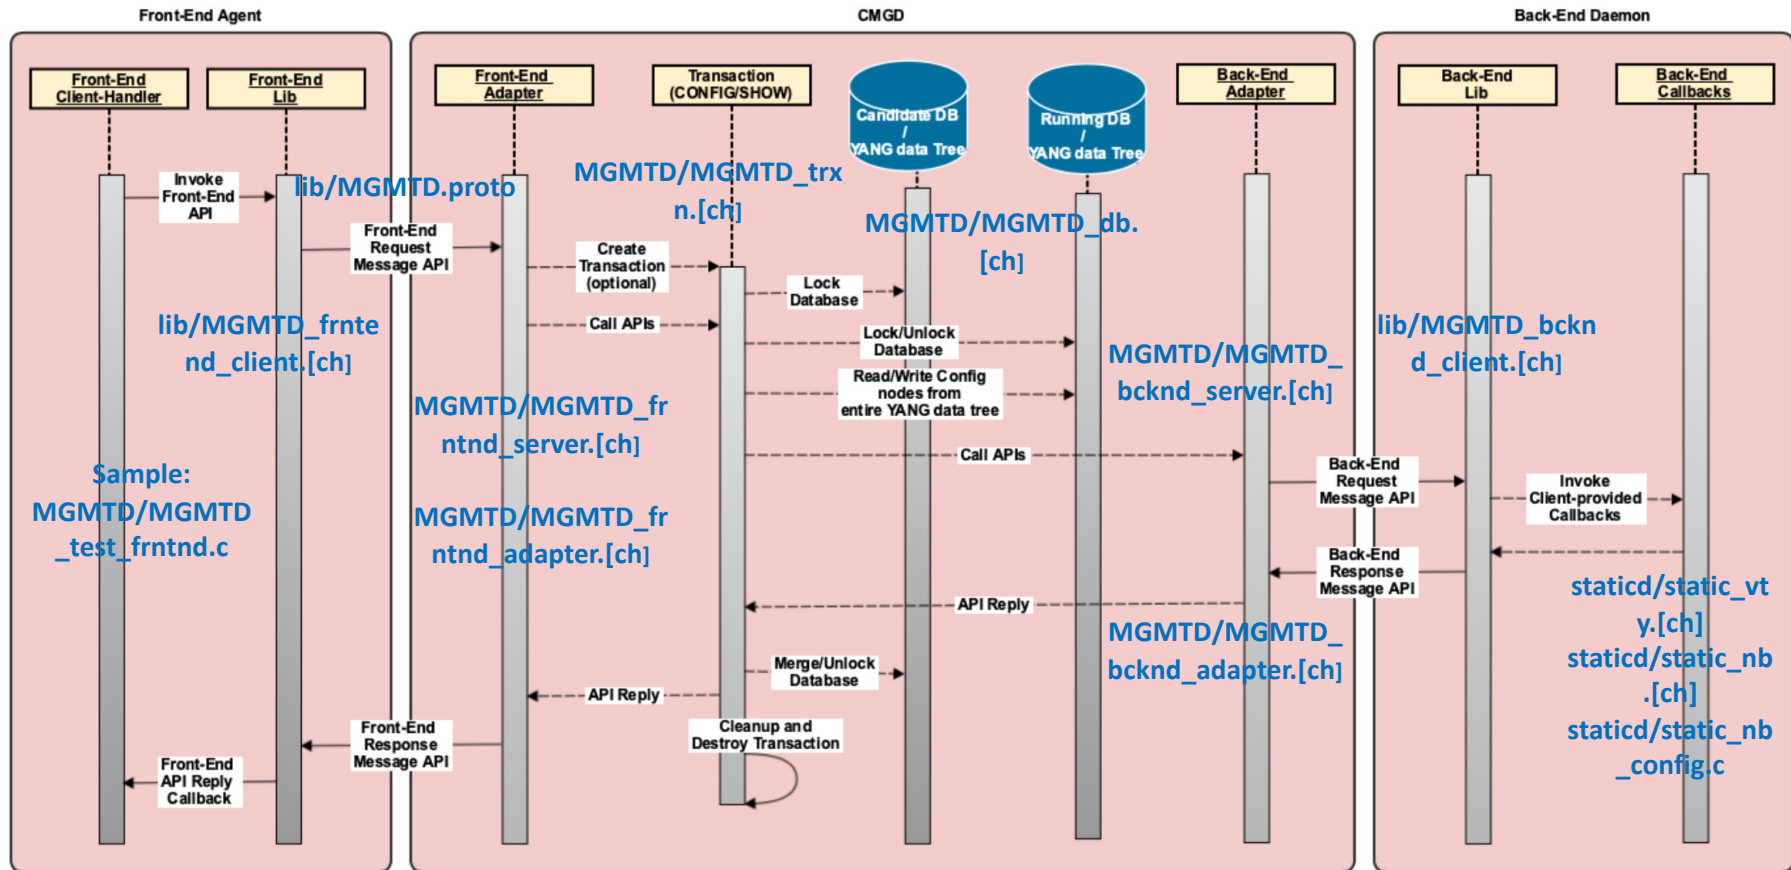 Front-End Agent
CMGD
Back-End Daemon
Front-End
Client-Handler
Front-End
Lib
Front-End
Adapter
Transaction
(CONFIG/SHOW)
Candidate DB
/
YANG data Tree
Running DB
/
YANG data Tree
Back-End
Adapter
Back-End
Lib
Back-End
Callbacks
Invoke
Front-End
API
lib/MGMTD.proto
MGMTD/MGMTD_trx
n.[ch]
MGMTD/MGMTD_db.
[ch]
Front-End
Request
Message API
Create
Transaction
(optional)
Lock
Database
Call APIs
lib/MGMTD_frnte
nd_client.[ch]
Lock/Unlock
Database
MGMTD/MGMTD_
bcknd_server.[ch]
lib/MGMTD_bckn
d_client.[ch]
Read/Write Config
nodes from
entire YANG data tree
MGMTD/MGMTD_fr
ntnd_server.[ch]
Call APIs
Sample:
MGMTD/MGMTD
_test_frntnd.c
MGMTD/MGMTD_fr
ntnd_adapter.[ch]
Back-End
Request
Message API
Invoke
Client-provided
Callbacks
Back-End
Response
Message API
API Reply
staticd/static_vt
y.[ch]
staticd/static_nb
.[ch]
staticd/static_nb
_config.c
MGMTD/MGMTD_
bcknd_adapter.[ch]
Merge/Unlock
Database
API Reply
Cleanup and
Destroy Transaction
Front-End
Response
Message API
Front-End
API Reply
Callback